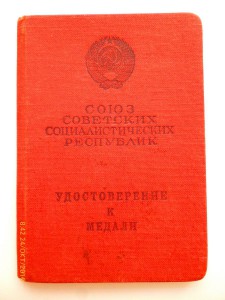 СОЮЗ
СОВЕТСКИХ
СОЦИАЛИСТИЧЕСКИХ
РЕСПУБЛИК
УДОСТОВЕРЕНИЕ
К
МЕДАЛИ